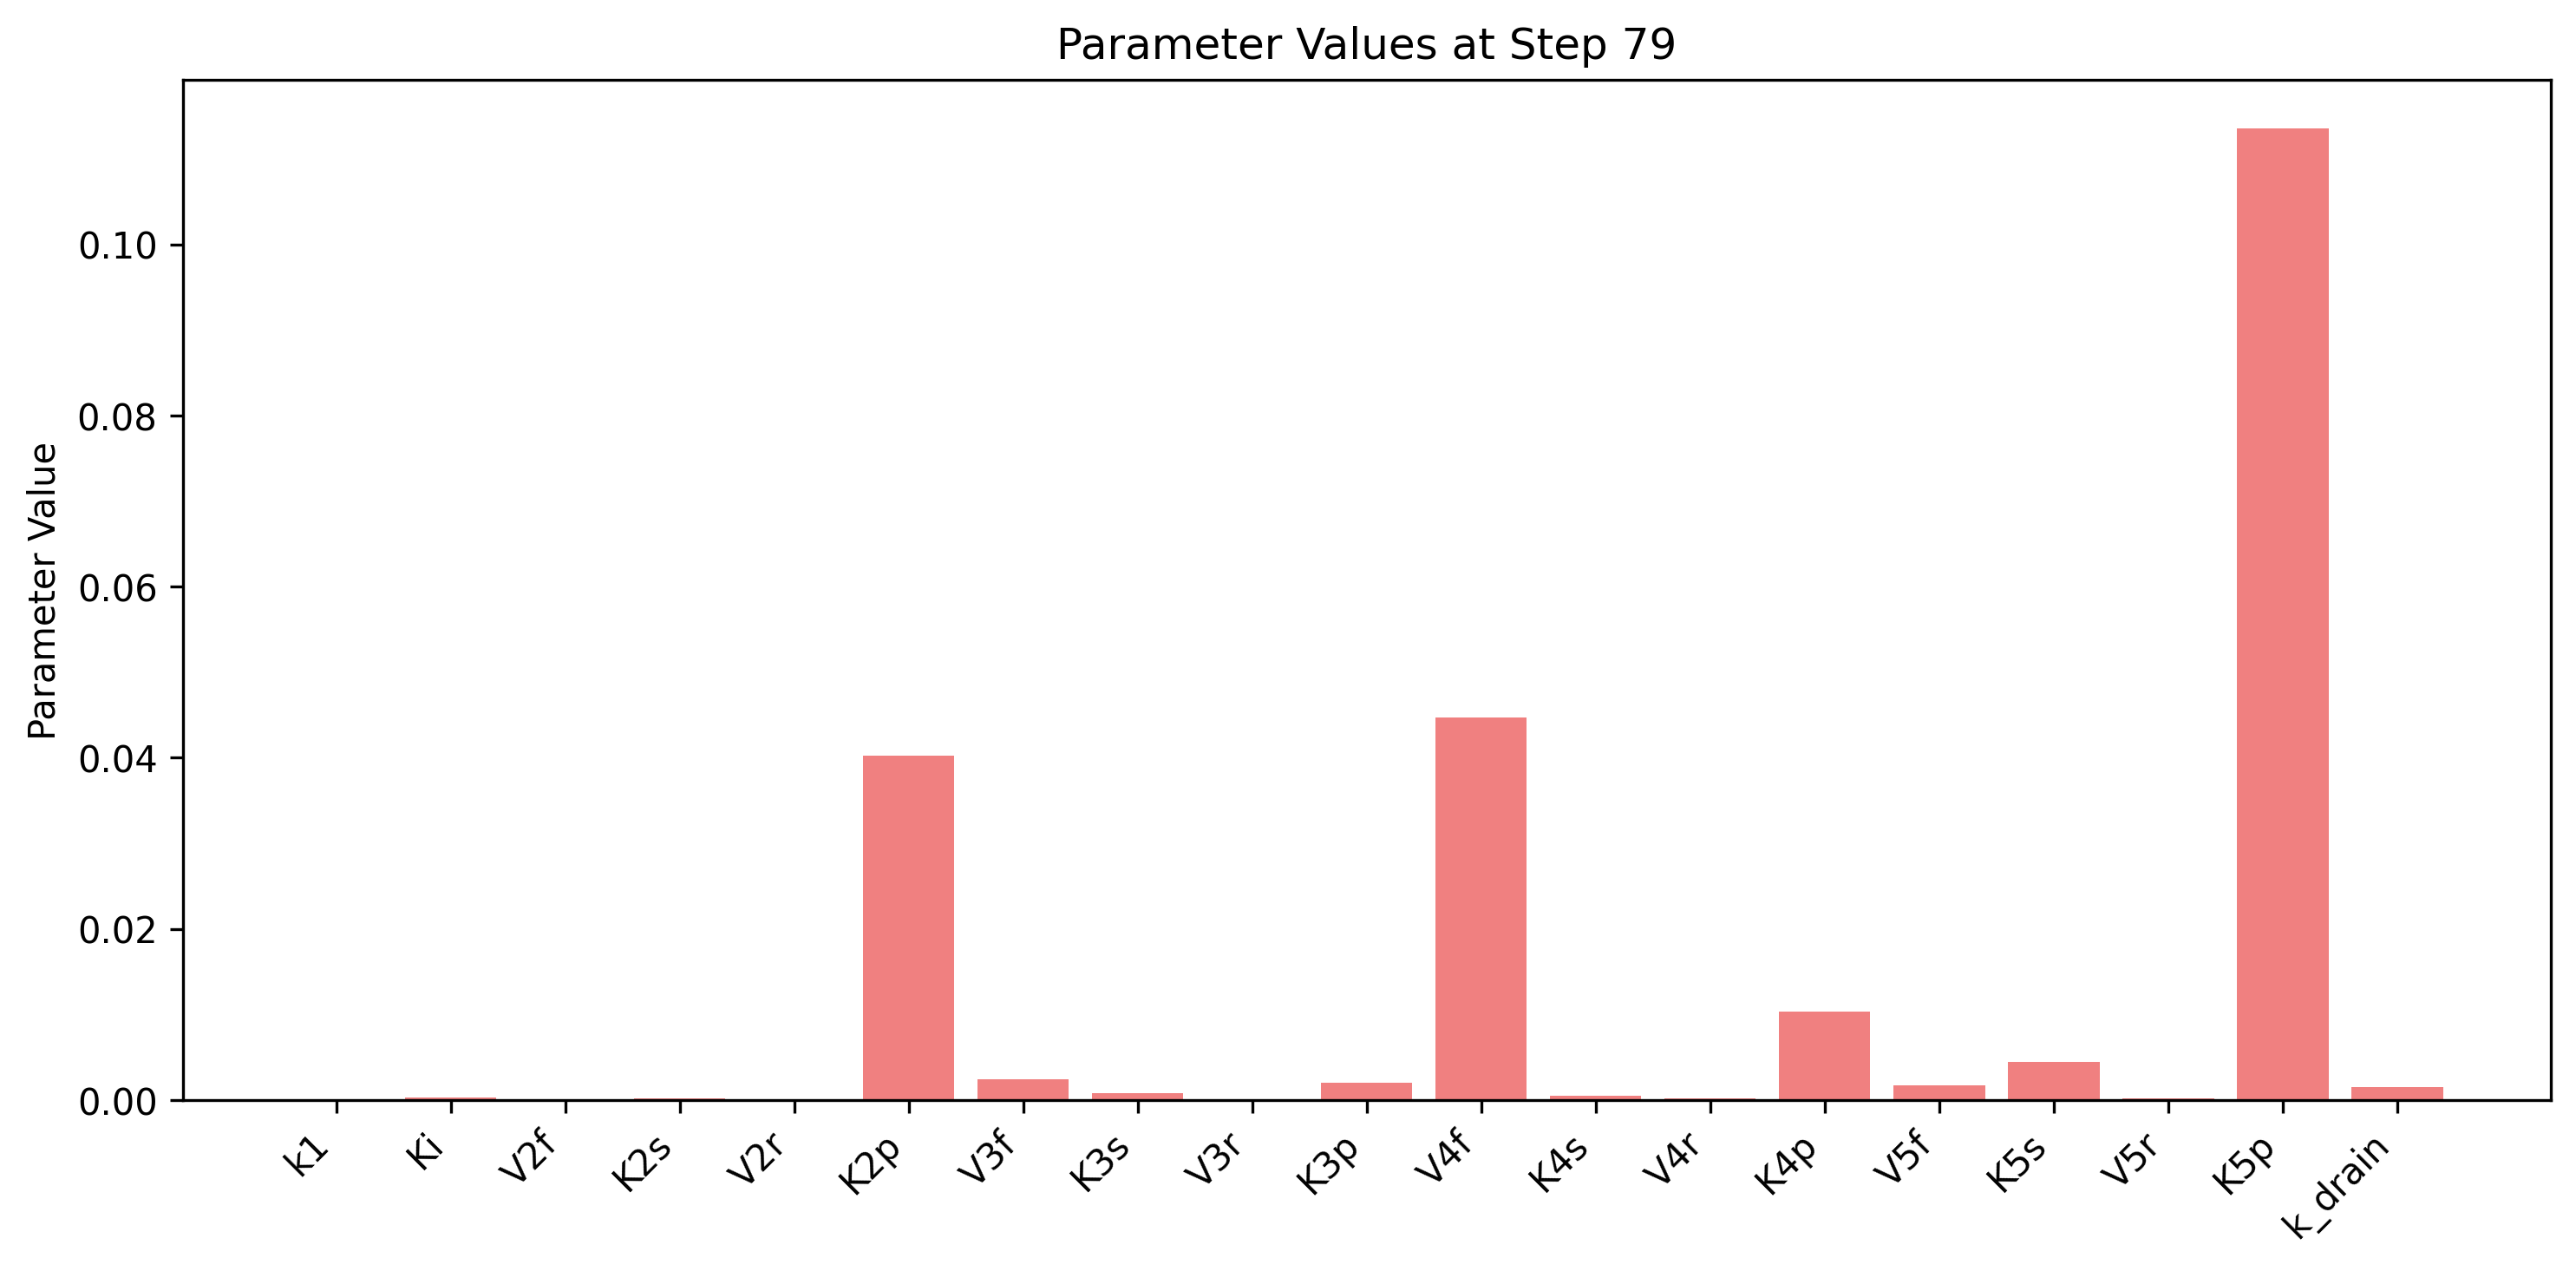 Parameter Values at Step 79
Parameter Value
0.10
0.08
0.06
0.04
0.02
0.00
k1
Ki
V2f
K2s
V2r
K2p
V3f
K3s
V3r
K3p
V4f
K4s
V4r
K4p
V5f
K5s
V5r
K5p
k_drain